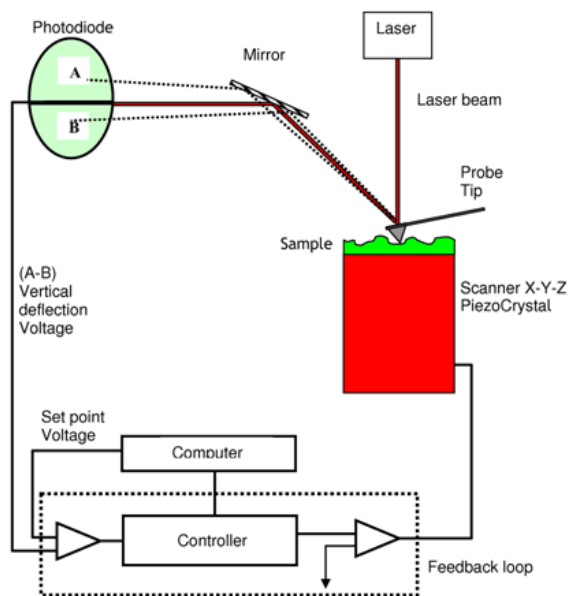 Photodiode
A
B
Mirror
Laser
Laser beam
Probe
Tip
Sample
Scanner X-Y-Z
PiezoCrystal
(A-B)
Vertical
deflection
Voltage
Set point
Voltage
Computer
Controller
Feedback loop